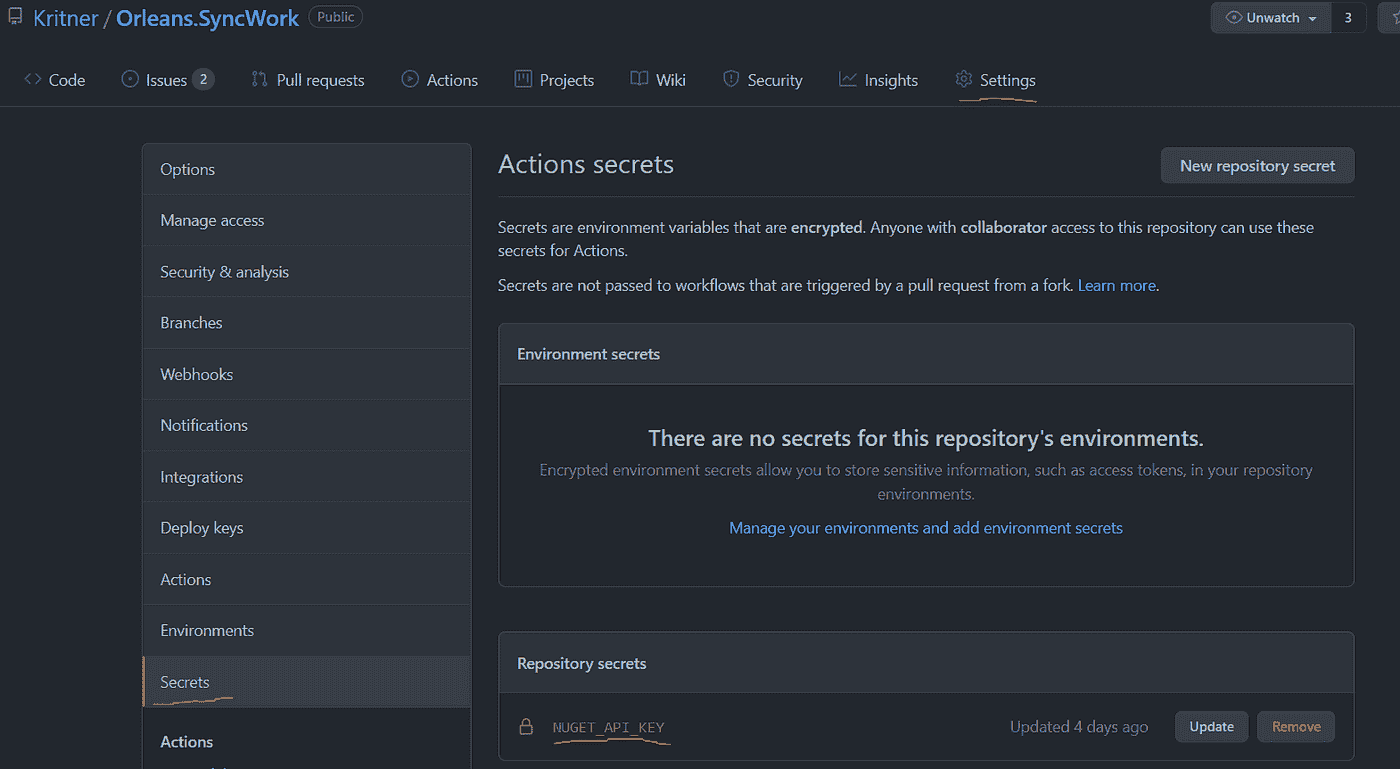 Kritner / Orleans.SyncWork Public
Unwatch 3
Code Issues 2 Pull requests Actions Projects Wiki Security Insights Settings
Options
Manage access
Security & analysis
Branches
Webhooks
Notifications
Integrations
Deploy keys
Actions
Environments
Secrets
Actions
Actions secrets
New repository secret
Secrets are environment variables that are encrypted. Anyone with collaborator access to this repository can use these
secrets for Actions.
Secrets are not passed to workflows that are triggered by a pull request from a fork. Learn more.
Environment secrets
There are no secrets for this repository's environments.
Encrypted environment secrets allow you to store sensitive information, such as access tokens, in your repository
environments.
Manage your environments and add environment secrets
Repository secrets
NUGET_API_KEY Updated 4 days ago Update Remove